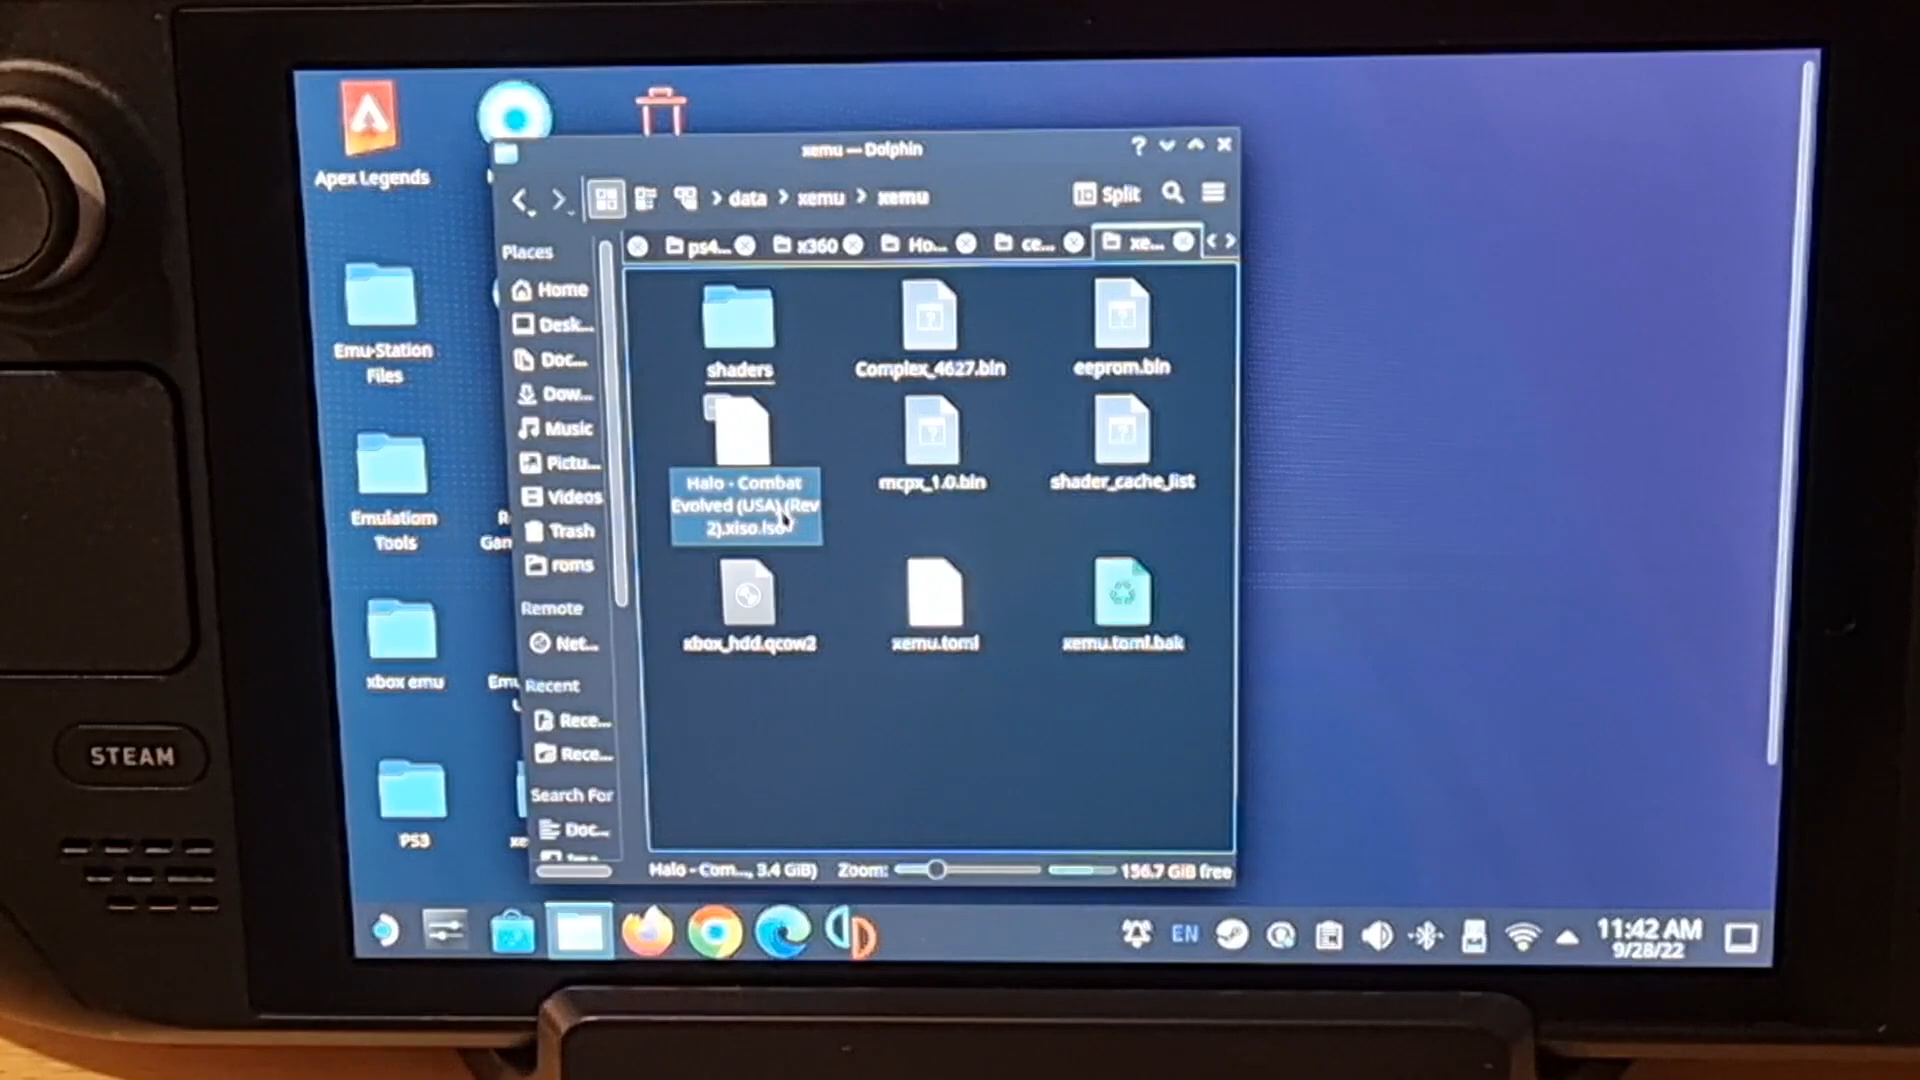 Apex Legends
xemu — Dolphin
data
xemu
xemu
Split
ps4...
x360
Ho...
ce...
xe...
Places
Home
Desk...
Doc...
Dow...
Music
Pictu...
Videos
Trash
roms
Remote
Net...
Recent
Rece...
Rece...
Search For
Doc...
shaders
Complex_4627.bin
eeprom.bin
Halo - Combat
Evolved (USA) (Rev
2).xiso.iso
mcpx_1.0.bin
shader_cache_list
xbox_hdd.qcow2
xemu.toml
xemu.toml.bak
Halo - Com..., 3.4 GiB)
Zoom:
156.7 GiB free
Emu-Station
Files
Emulatiom
Tools
xbox emu
PS3
STEAM
EN
11:42 AM
9/28/22